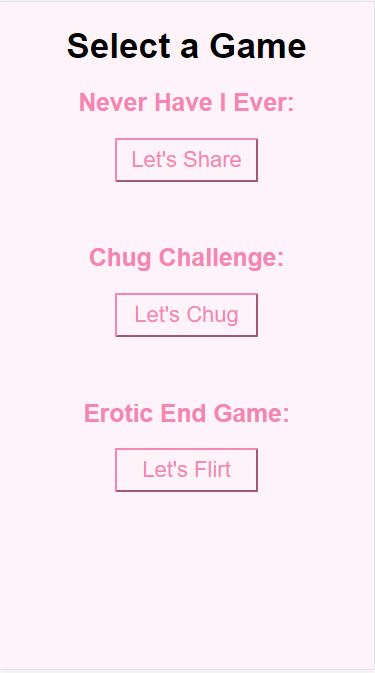 Select a Game
Never Have I Ever:
Let's Share
Chug Challenge:
Let's Chug
Erotic End Game:
Let's Flirt